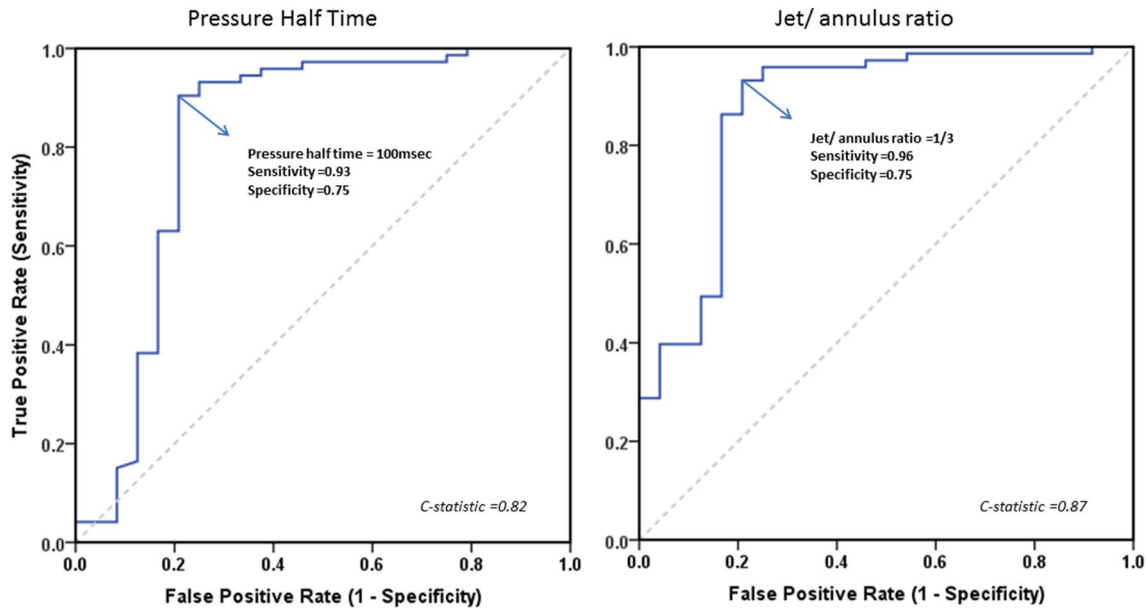 Pressure Half Time
1.0
0.8
0.6
0.4
0.2
0.0
True Positive Rate (Sensitivity)
Pressure half time = 100msec
Sensitivity =0.93
Specificity =0.75
C-statistic =0.82
0.0 0.2 0.4 0.6 0.8 1.0
False Positive Rate (1 - Specificity)
Jet/ annulus ratio
1.0
0.8
0.6
0.4
0.2
0.0
Jet/ annulus ratio =1/3
Sensitivity =0.96
Specificity =0.75
C-statistic =0.87
0.0 0.2 0.4 0.6 0.8 1.0
False Positive Rate (1 - Specificity)